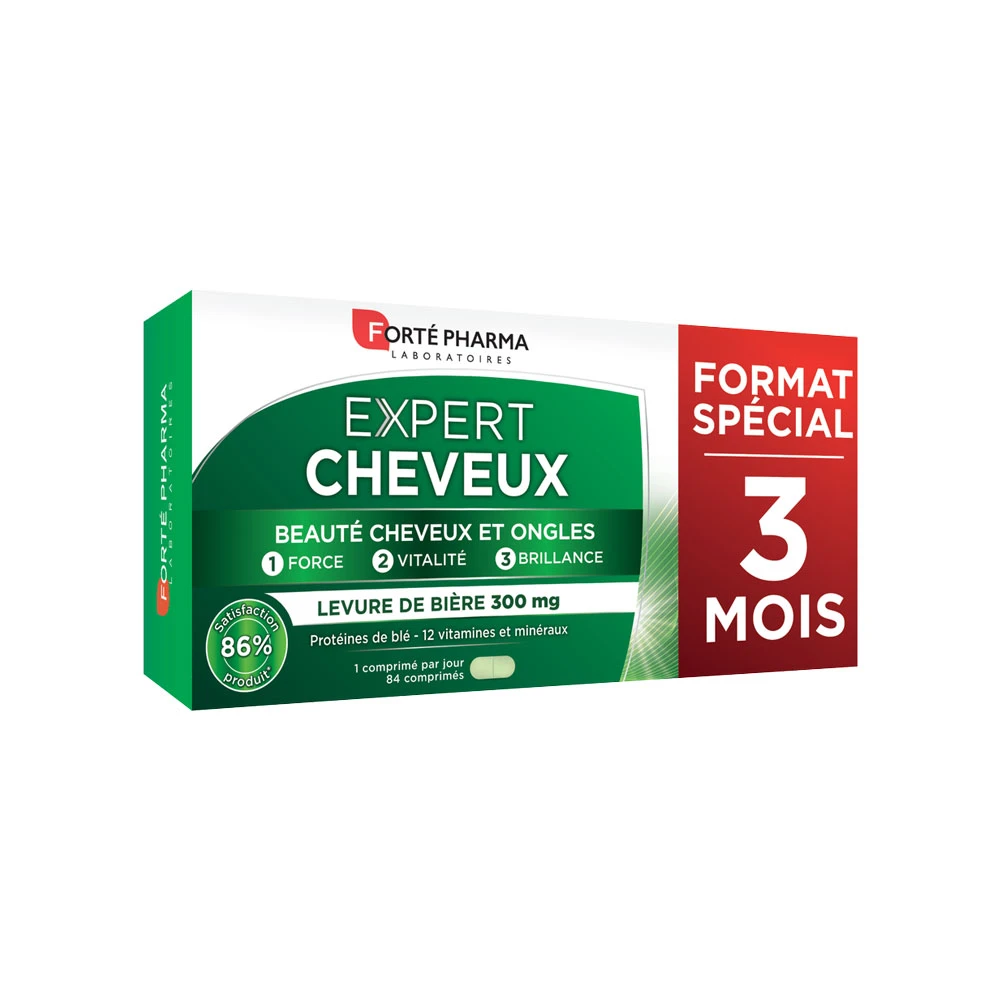 FORTÉ PHARMA
LABORATOIRES
EXPERT
CHEVEUX
BEAUTÉ CHEVEUX ET ONGLES
1 FORCE 2 VITALITÉ 3 BRILLANCE
LEVURE DE BIÈRE 300 mg
Protéines de blé - 12 vitamines et minéraux
1 comprimé par jour
84 comprimés
Satisfaction
86%
produit*
FORMAT
SPÉCIAL
3
MOIS
FORTÉ PHARMA
LABORATOIRES